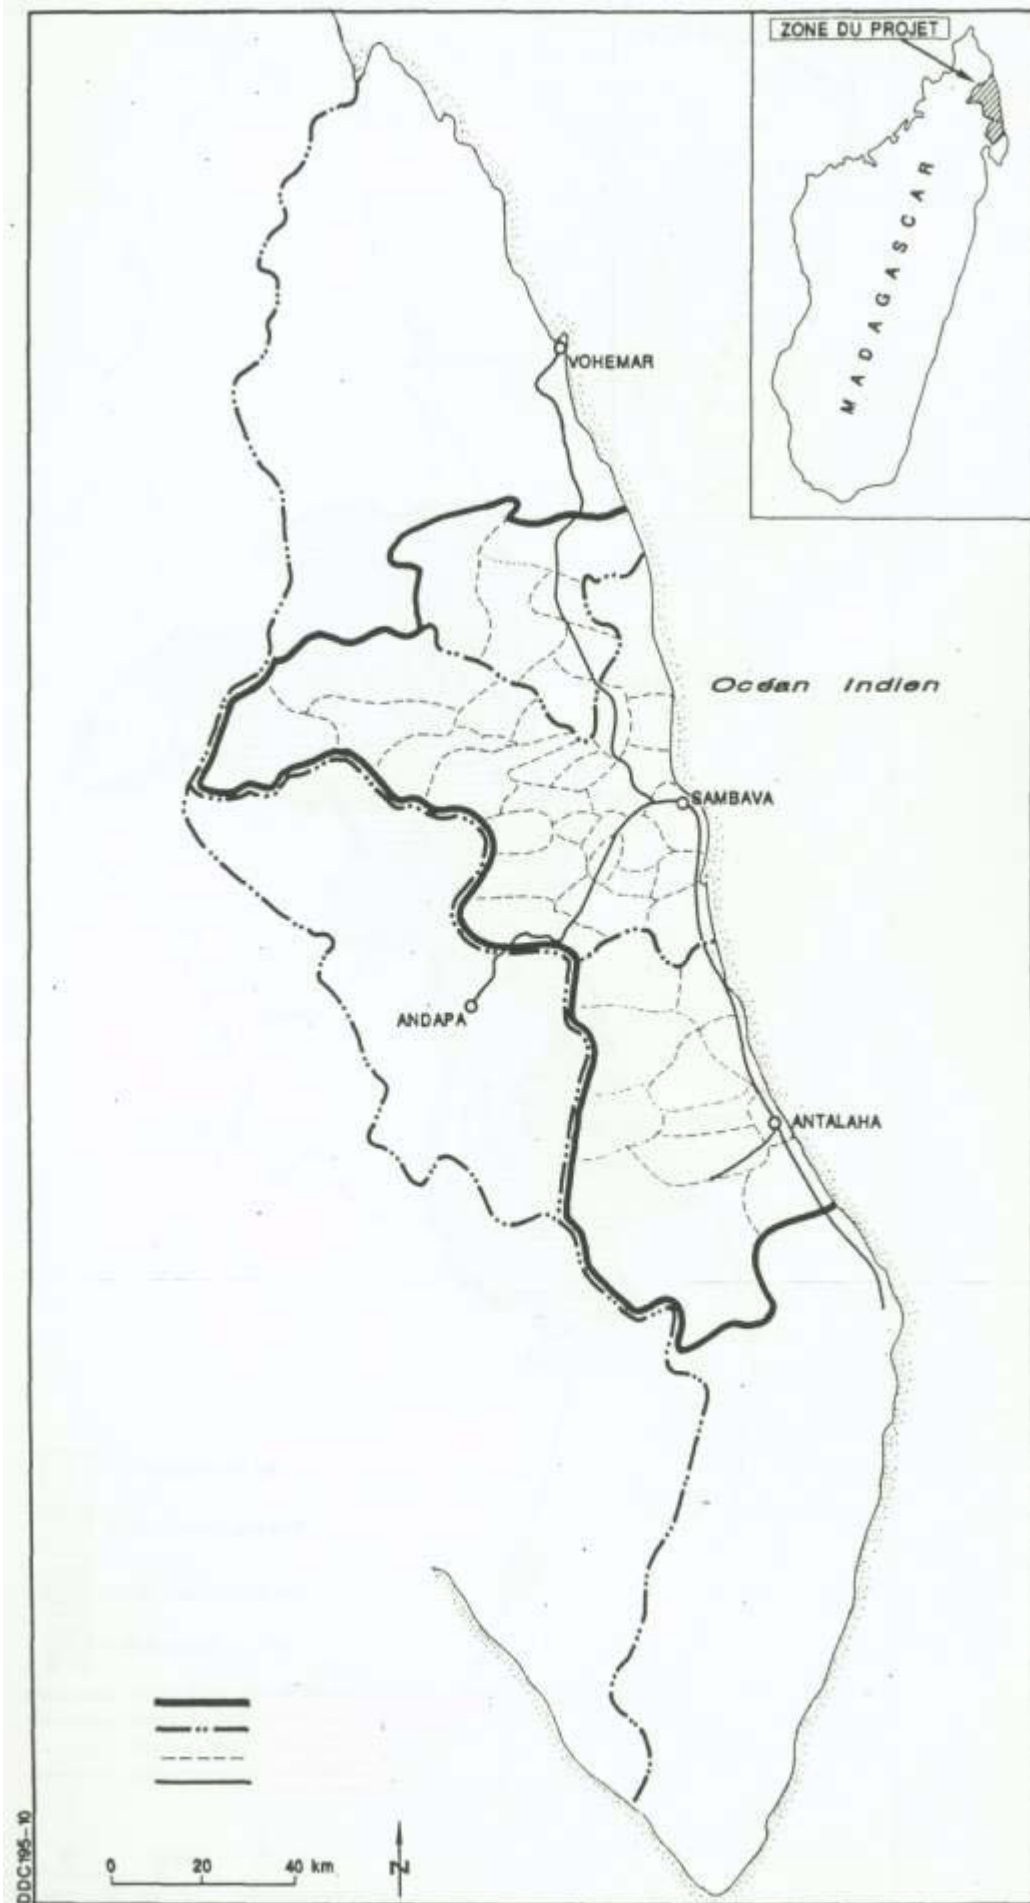 ZONE DU PROJET
MADAGASCAR
VOHEMAR
Océan Indien
SAMBAVA
ANDAPA
ANTALAHA
0 20 40 km
N
DDC195-10